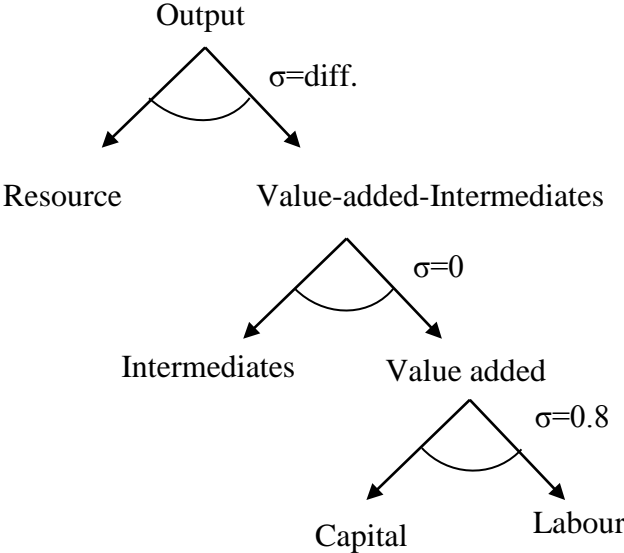 Output
σ=diff.
Resource
Value-added-Intermediates
σ=0
Intermediates
Value added
σ=0.8
Capital
Labour